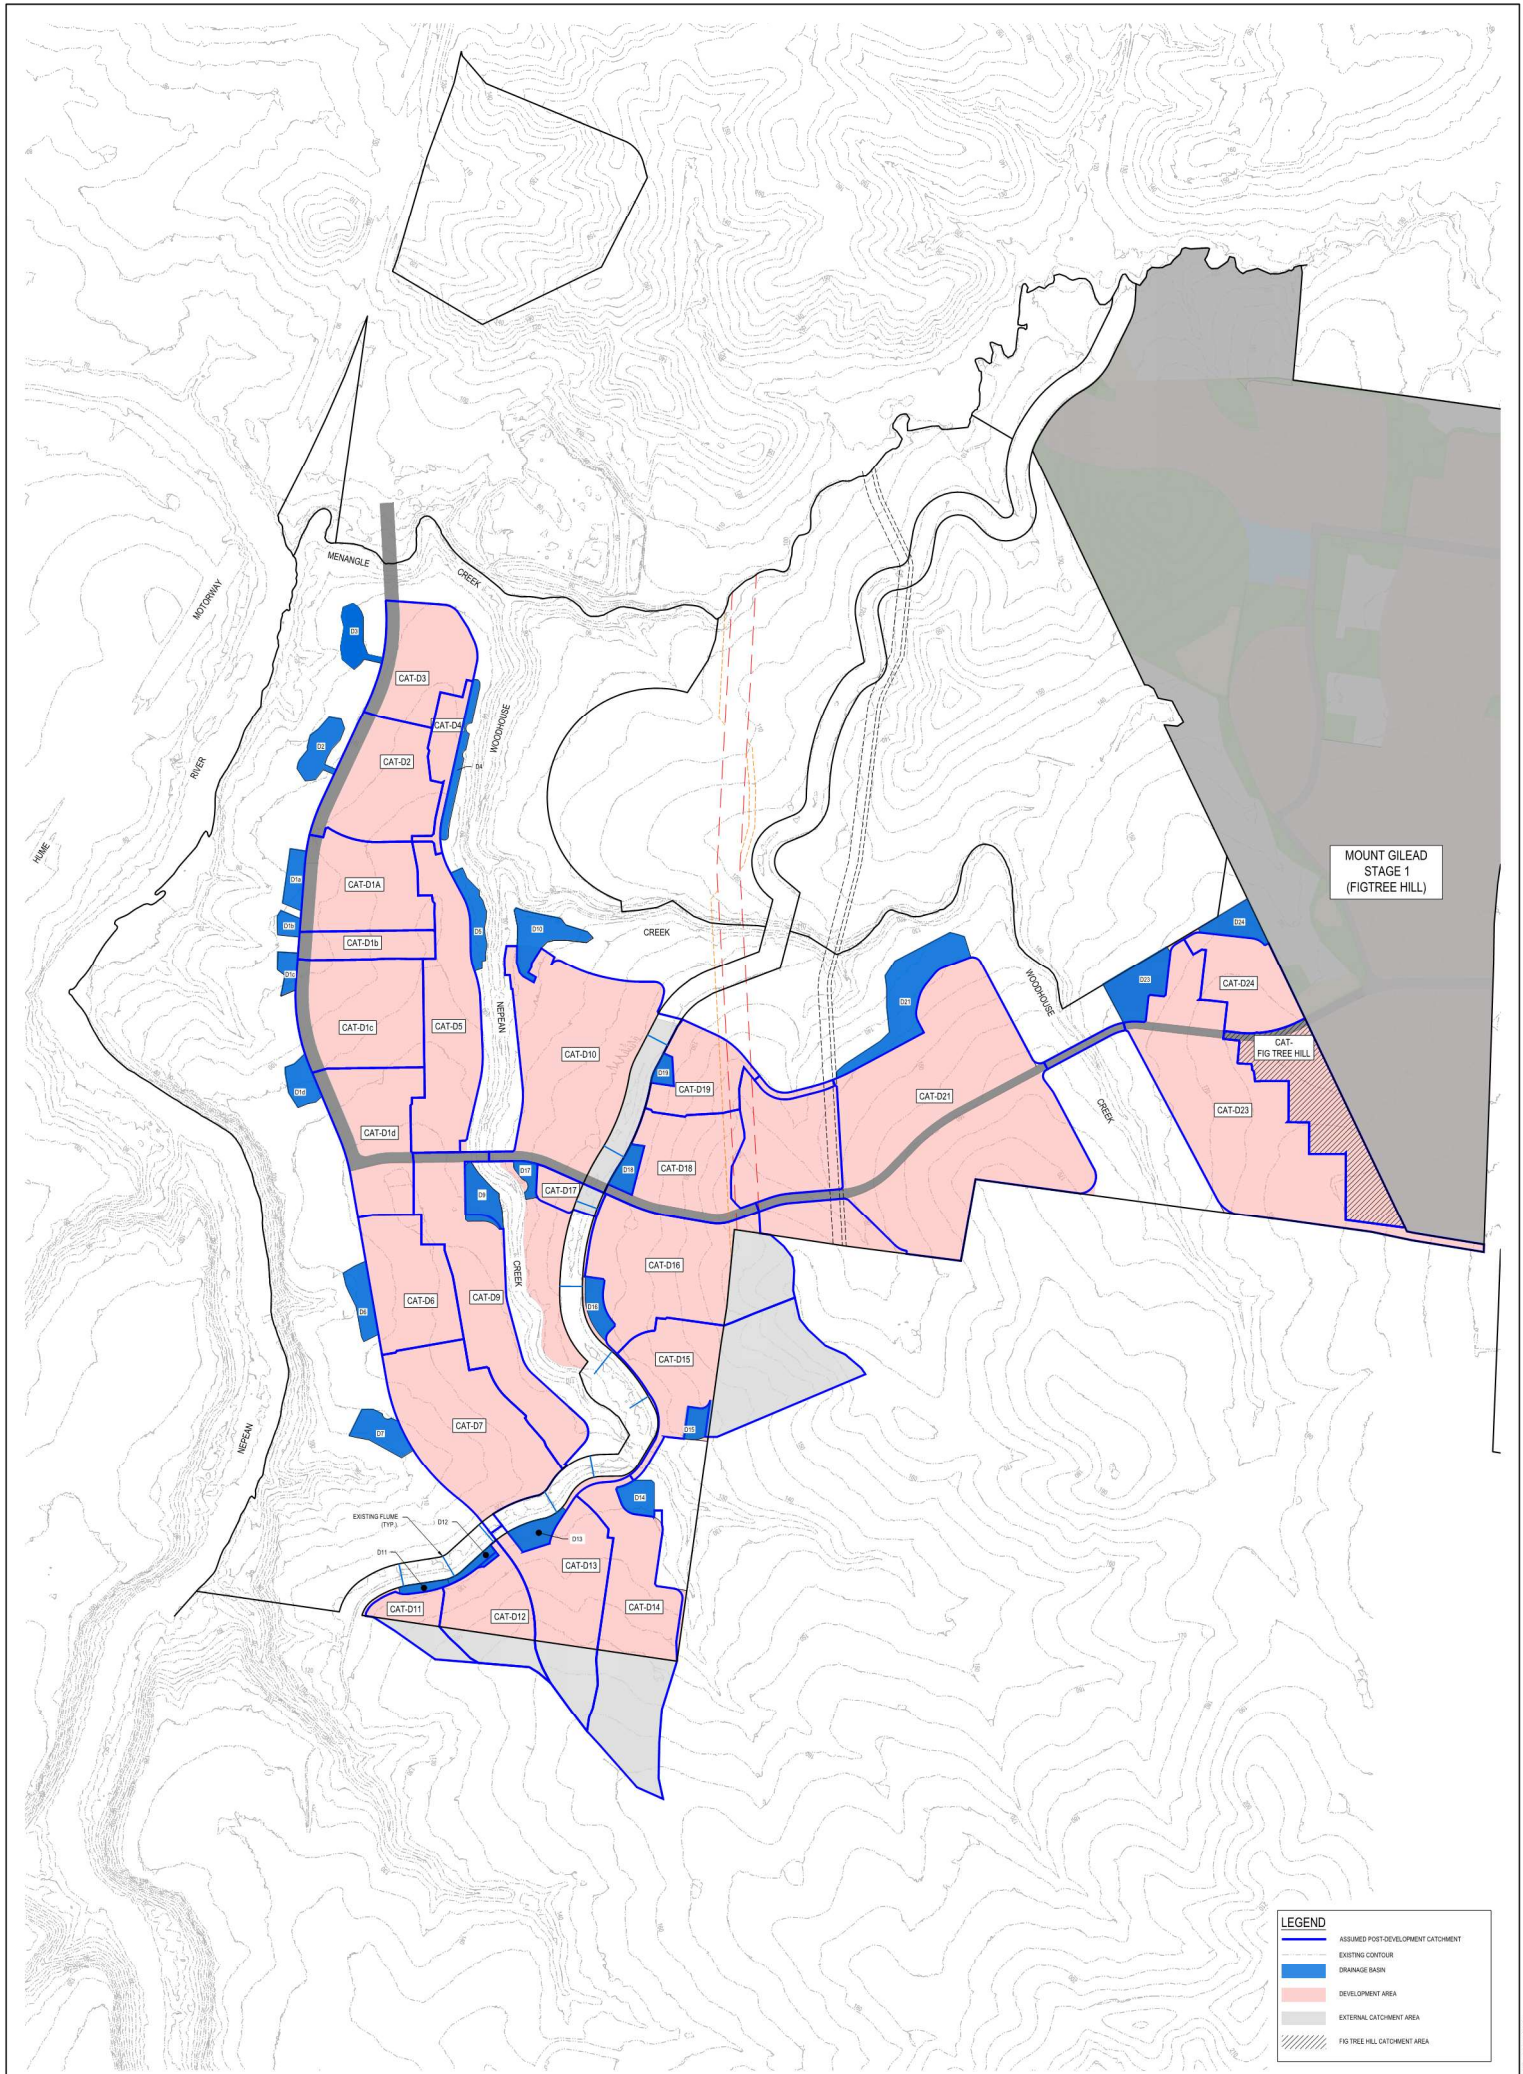 MENANGLE
CREEK
MOTORWAY
D3
CAT-D3
WOODHOUSE
CAT-D4
D2
CAT-D2
D4
RIVER
HUME
MOUNT GILEAD
STAGE 1
(FIGTREE HILL)
D1a
CAT-D1A
D1b
CAT-D1b
D5
D10
CREEK
D24
D1c
D23
CAT-D24
WOODHOUSE
D21
NEPEAN
CAT-D1c
CAT-D5
CAT-D10
CAT-
FIG TREE HILL
D19
CAT-D19
D1d
CAT-D21
CREEK
CAT-D23
CAT-D1d
D18
CAT-D18
D17
CAT-D17
D9
CREEK
CAT-D16
CAT-D6
CAT-D9
D6
D16
CAT-D15
CAT-D7
D7
D15
NEPEAN
D14
EXISTING FLUME
(TYP.)
D12
D13
D11
CAT-D13
CAT-D11
CAT-D12
CAT-D14
LEGEND
ASSUMED POST-DEVELOPMENT CATCHMENT
EXISTING CONTOUR
DRAINAGE BASIN
DEVELOPMENT AREA
EXTERNAL CATCHMENT AREA
FIG TREE HILL CATCHMENT AREA